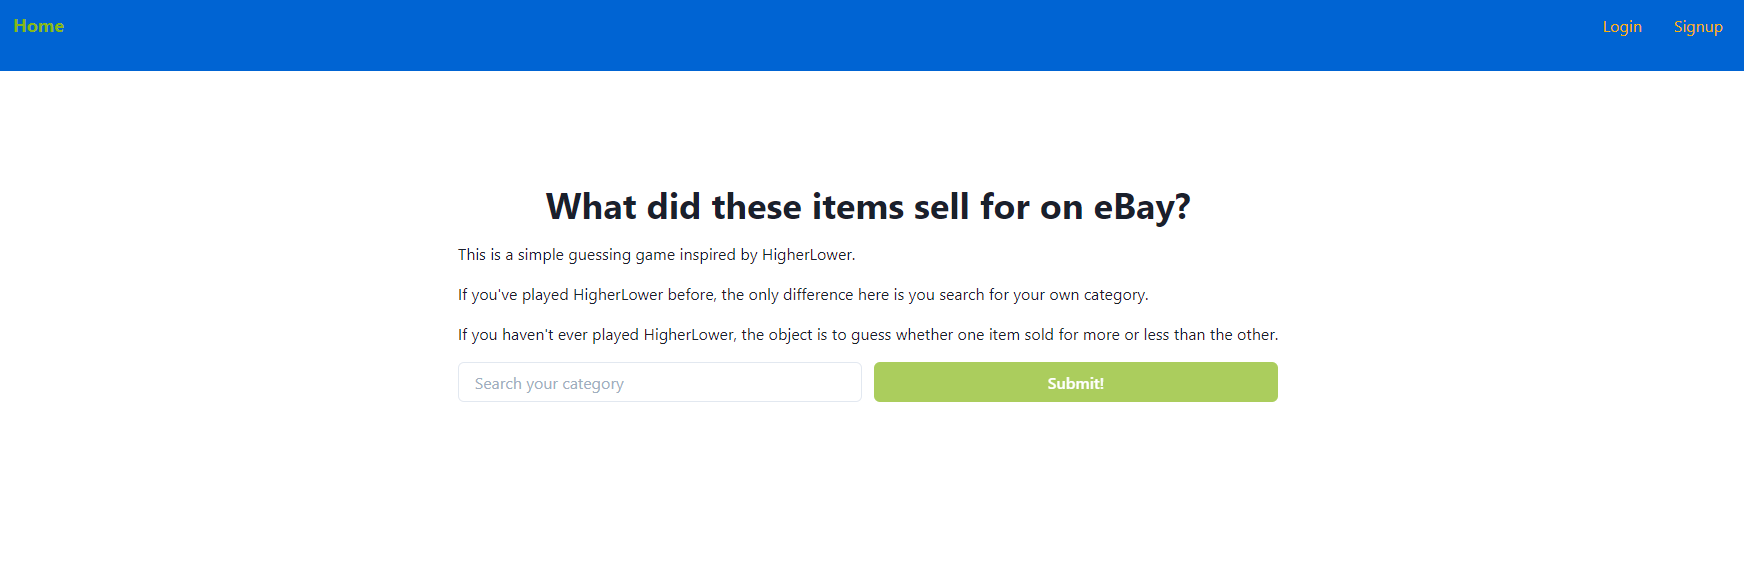 Home
Login
Signup
What did these items sell for on eBay?
This is a simple guessing game inspired by HigherLower.
If you've played HigherLower before, the only difference here is you search for your own category.
If you haven't ever played HigherLower, the object is to guess whether one item sold for more or less than the other.
Search your category
Submit!